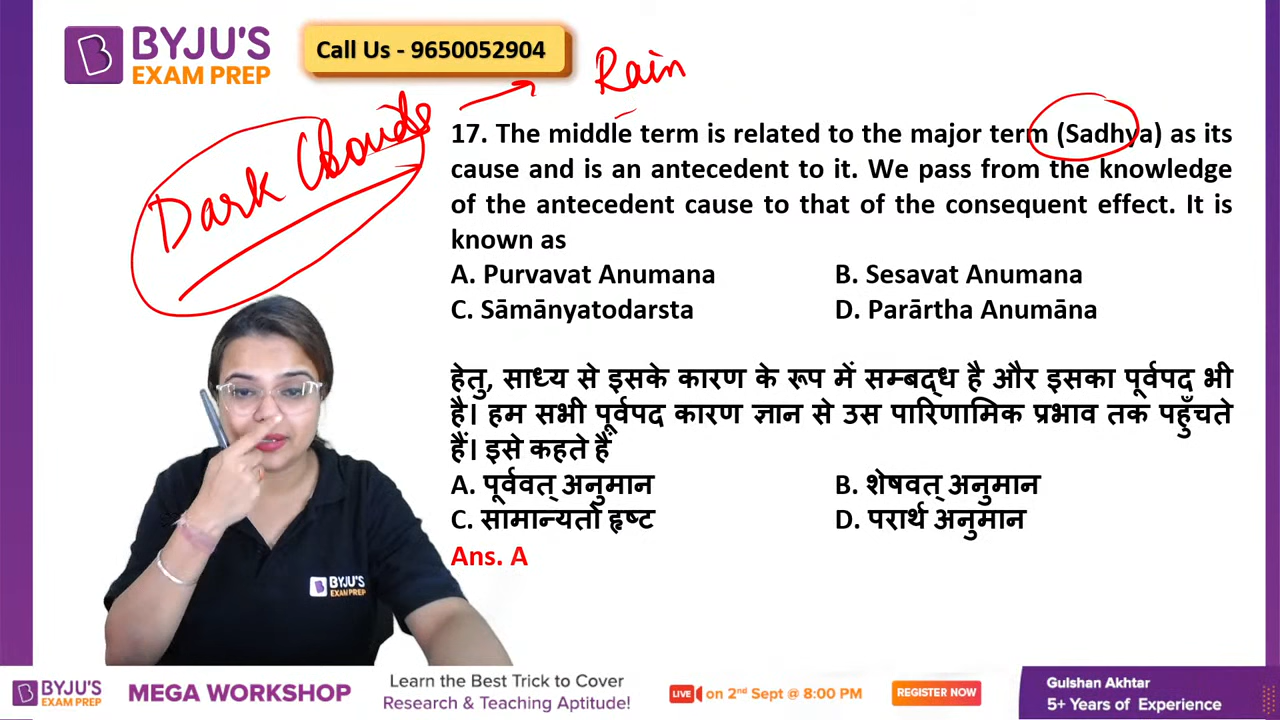 BYJU'S
EXAM PREP
Call Us - 9650052904
Rain
Dark Clouds
17. The middle term is related to the major term (Sadhya) as its
cause and is an antecedent to it. We pass from the knowledge
of the antecedent cause to that of the consequent effect. It is
known as
A. Purvavat Anumana
B. Sesavat Anumana
C. Sāmānyatodarsta
D. Parārtha Anumāna
हेतु, साध्य से इसके कारण के रूप में सम्बद्ध है और इसका पूर्वपद भी
है। हम सभी पूर्वपद कारण ज्ञान से उस पारिणामिक प्रभाव तक पहुँचते
हैं। इसे कहते हैं
A. पूर्ववत् अनुमान
B. शेषवत् अनुमान
C. सामान्यतो हृष्ट
D. परार्थ अनुमान
Ans. A
BYJU'S
EXAM PREP
BYJU'S
EXAM PREP
MEGA WORKSHOP
Learn the Best Trick to Cover
Research & Teaching Aptitude!
LIVE on 2nd Sept @ 8:00 PM
REGISTER NOW
Gulshan Akhtar
5+ Years of Experience